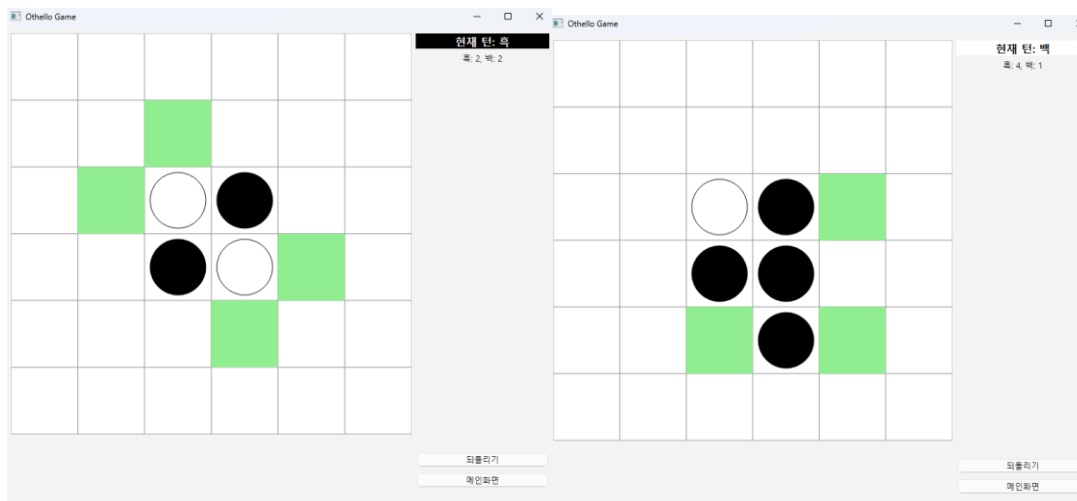 Othello Game
현재 턴: 흑
흑: 2, 백: 2
되돌리기
메인화면
Othello Game
현재 턴: 백
흑: 4, 백: 1
되돌리기
메인화면